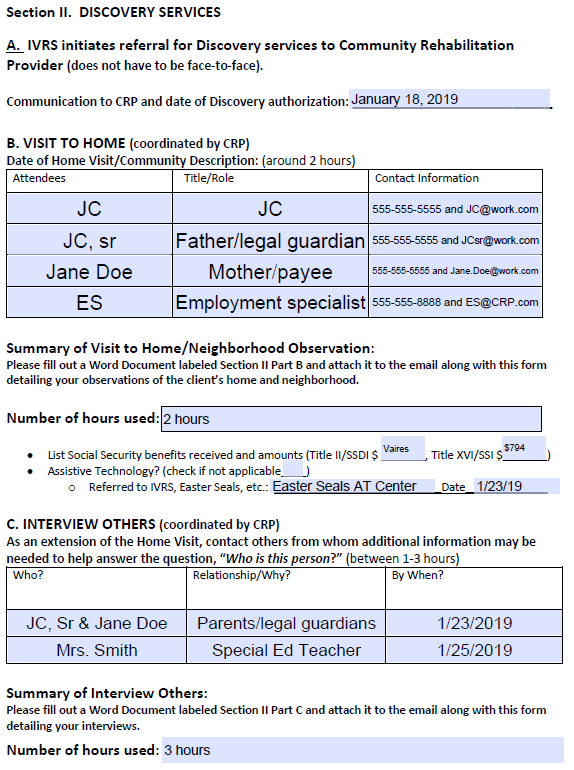 Section II. DISCOVERY SERVICES
A. IVRS initiates referral for Discovery services to Community Rehabilitation
Provider (does not have to be face-to-face).
Communication to CRP and date of Discovery authorization: January 18, 2019
B. VISIT TO HOME (coordinated by CRP)
Date of Home Visit/Community Description: (around 2 hours)
Attendees Title/Role Contact Information
JC JC 555-555-5555 and JC@work.com
JC, sr Father/legal guardian 555-555-5555 and JCsr@work.com
Jane Doe Mother/payee 555-555-5555 and Jane.Doe@work.com
ES Employment specialist 555-555-8888 and ES@CRP.com
Summary of Visit to Home/Neighborhood Observation:
Please fill out a Word Document labeled Section II Part B and attach it to the email along with this form
detailing your observations of the client's home and neighborhood.
Number of hours used: 2 hours
• List Social Security benefits received and amounts (Title II/SSDI $ Vaires , Title XVI/SSI $ $794 )
• Assistive Technology? (check if not applicable )
o Referred to IVRS, Easter Seals, etc.: Easter Seals AT Center _Date_ 1/23/19
C. INTERVIEW OTHERS (coordinated by CRP)
As an extension of the Home Visit, contact others from whom additional information may be
needed to help answer the question, "Who is this person?" (between 1-3 hours)
Who? Relationship/Why? By When?
JC, Sr & Jane Doe Parents/legal guardians 1/23/2019
Mrs. Smith Special Ed Teacher 1/25/2019
Summary of Interview Others:
Please fill out a Word Document labeled Section II Part C and attach it to the email along with this form
detailing your interviews.
Number of hours used: 3 hours